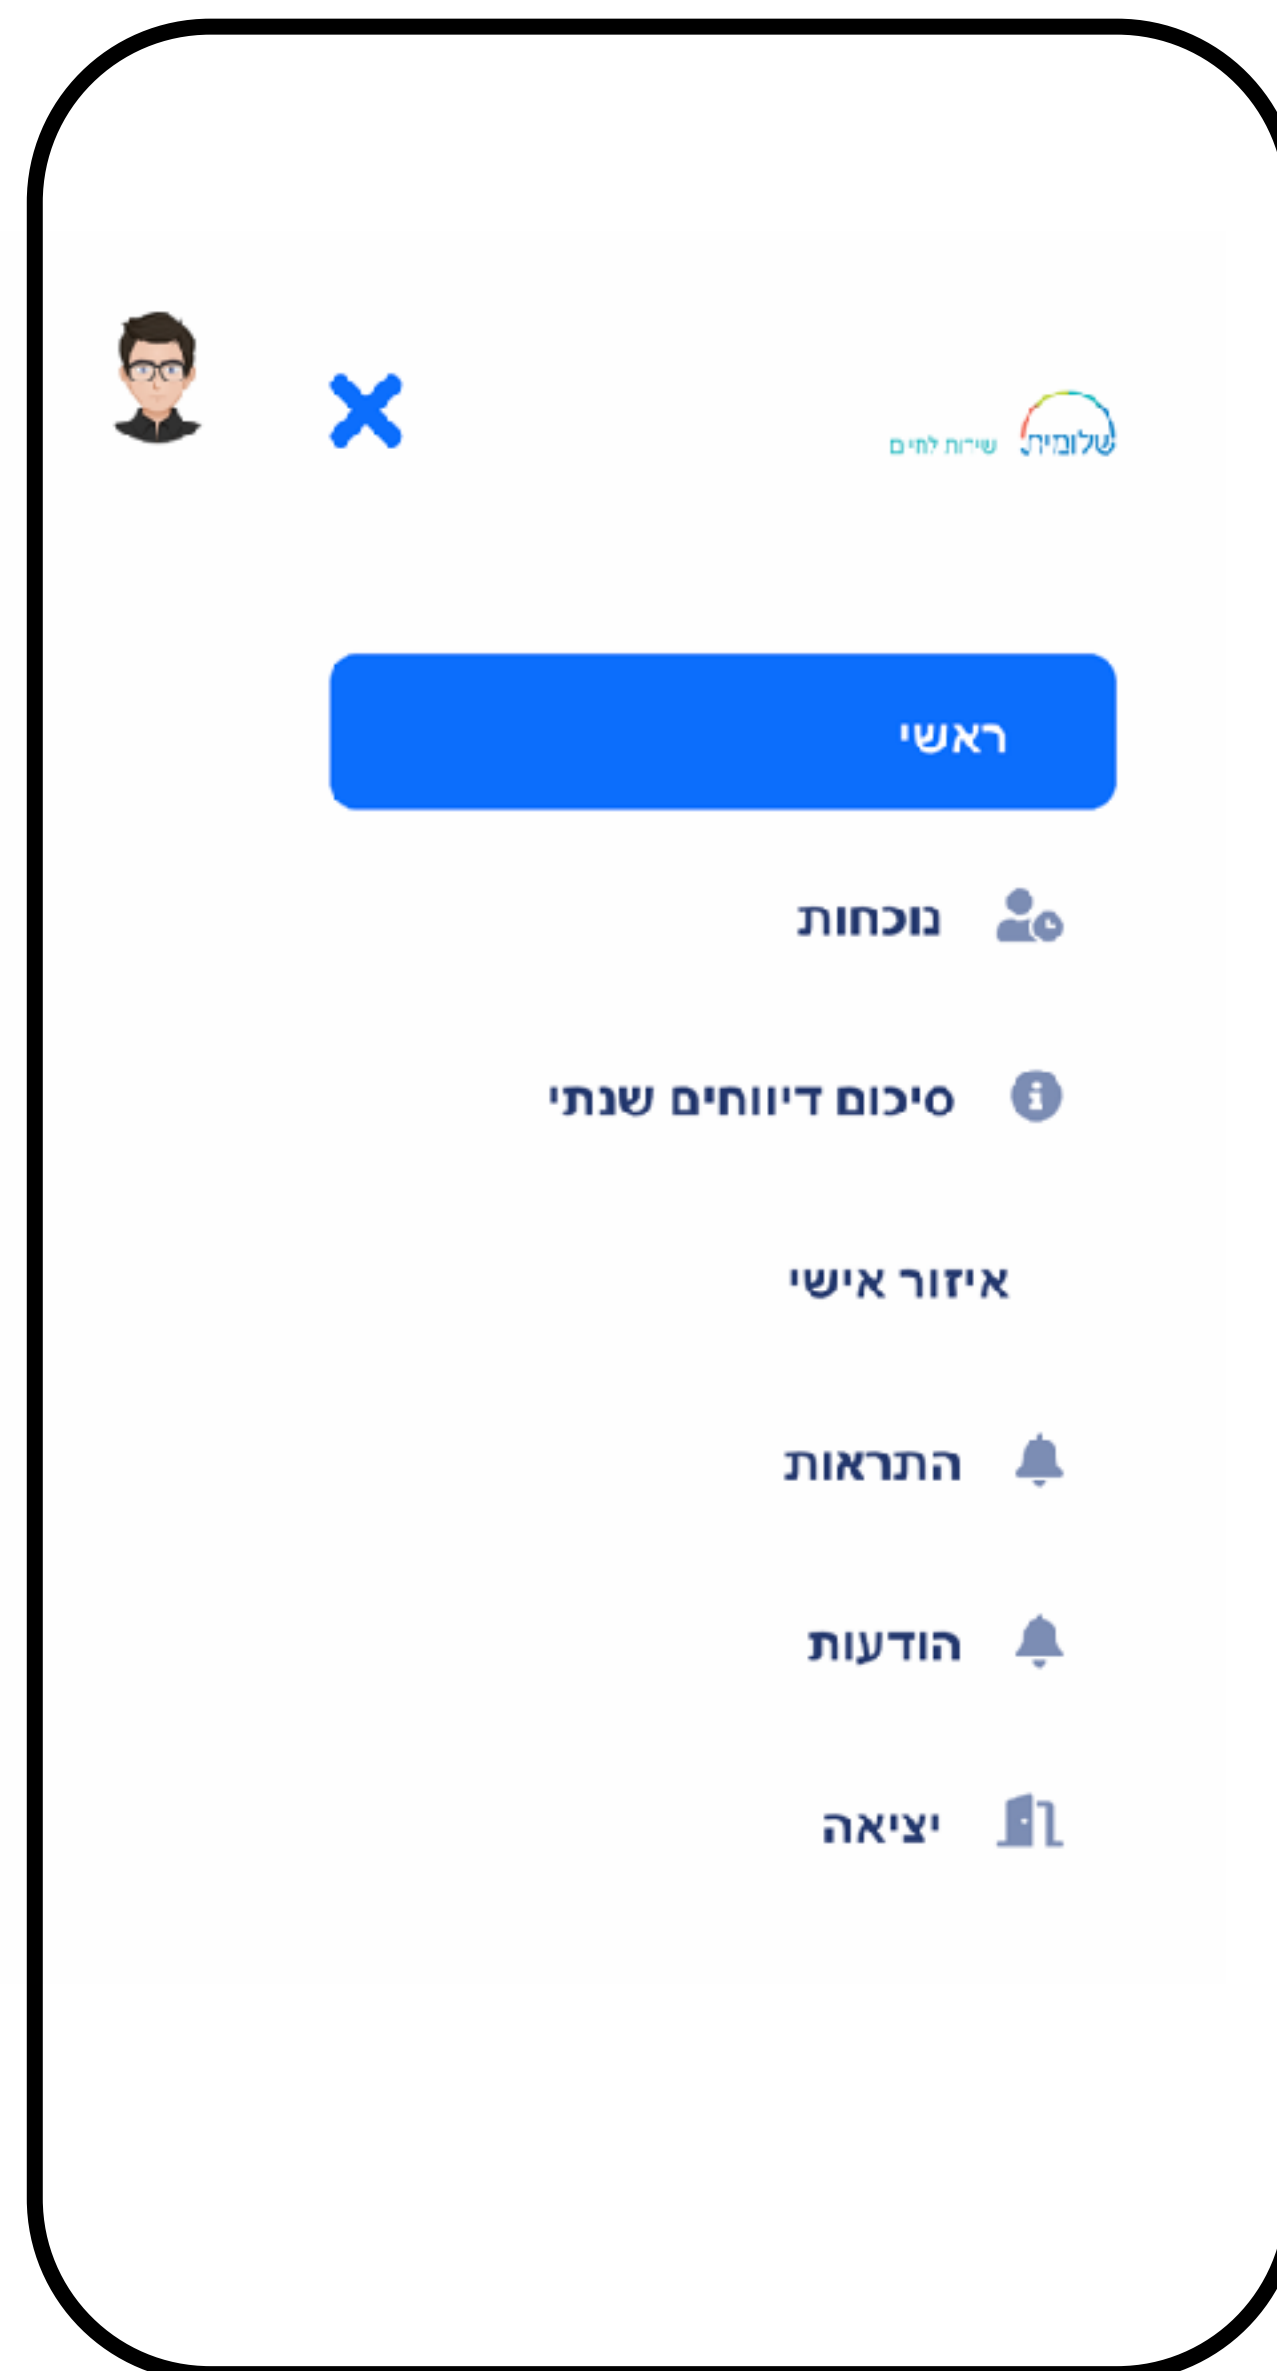 שלומית שירות לחיים
ראשי
נוכחות
סיכום דיווחים שנתי
איזור אישי
התראות
הודעות
יציאה